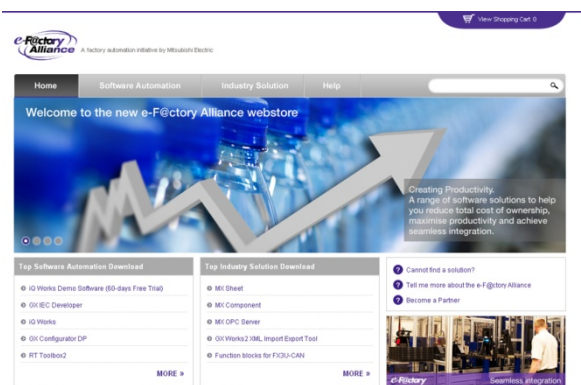 View Shopping Cart 0
e-F@ctory
Alliance
A factory automation initiative by Mitsubishi Electric
Home
Software Automation
Industry Solution
Help
Welcome to the new e-F@ctory Alliance webstore
Creating Productivity.
A range of software solutions to help
you reduce total cost of ownership,
maximise productivity and achieve
seamless integration.
Top Software Automation Download
iQ Works Demo Software (60-days Free Trial)
GX IEC Developer
iQ Works
GX Configurator DP
RT Toolbox2
MORE »
Top Industry Solution Download
MX Sheet
MX Component
MX OPC Server
GX Works2 XML Import Export Tool
Function blocks for FX3U-CAN
MORE »
? Cannot find a solution?
? Tell me more about the e-F@ctory Alliance
? Become a Partner
e-F@ctory
Seamless integration